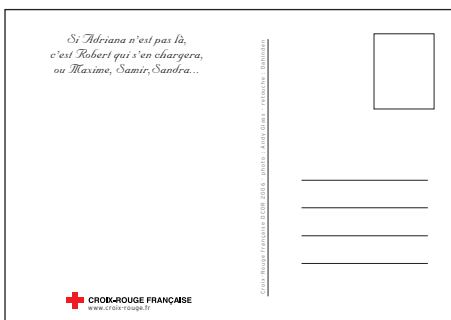 Si Adriana n'est pas là,
c'est Robert qui s'en chargera,
ou Maxime, Samir, Sandra...
Croix Rouge Française DCDR 2006 - photo : Andy Glass - retouche : Dahinden
CROIX-ROUGE FRANÇAISE
www.croix-rouge.fr